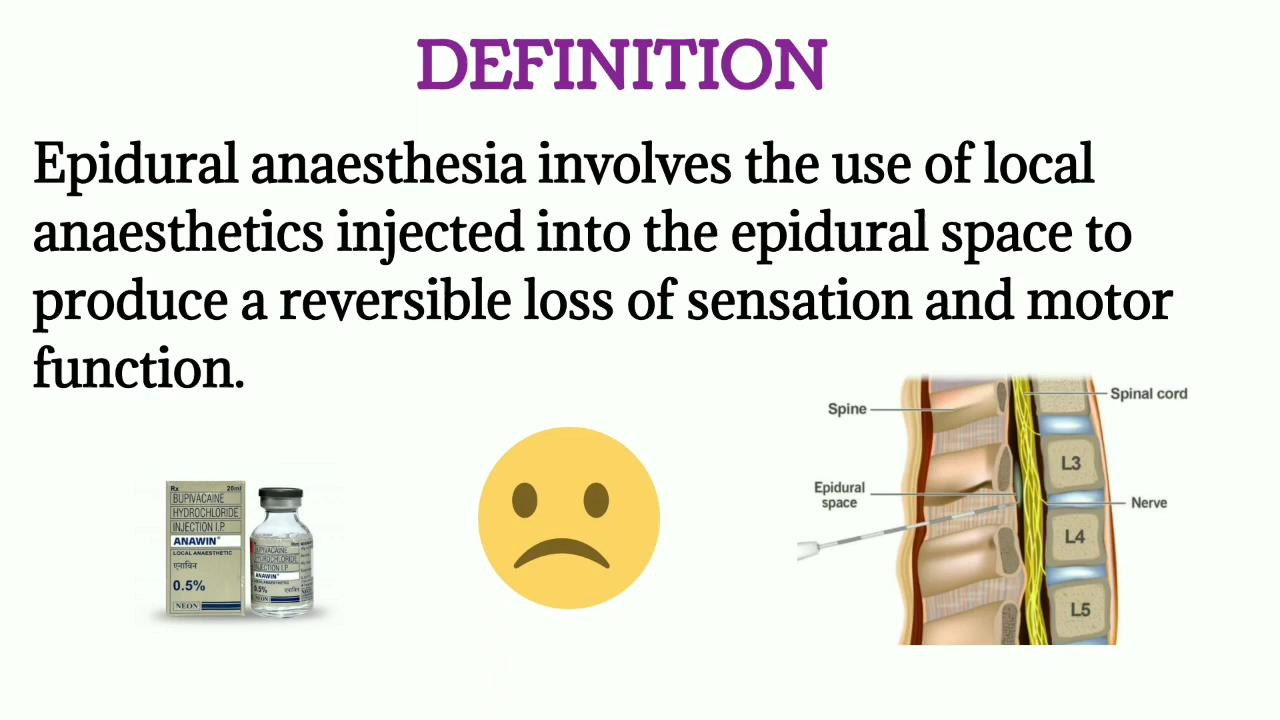 DEFINITION
Epidural anaesthesia involves the use of local
anaesthetics injected into the epidural space to
produce a reversible loss of sensation and motor
function.
Rx 20ml
BUPIVACAINE
HYDROCHLORIDE
INJECTION I.P.
ANAWIN®
LOCAL ANAESTHETIC
एनाविन
0.5%
NEON
BUPIVACAINE
HYDROCHLORIDE
INJECTION I.P.
ANAWIN®
0.5% एनाविन
NEON
Spine
Spinal cord
L3
Epidural
space
Nerve
L4
L5